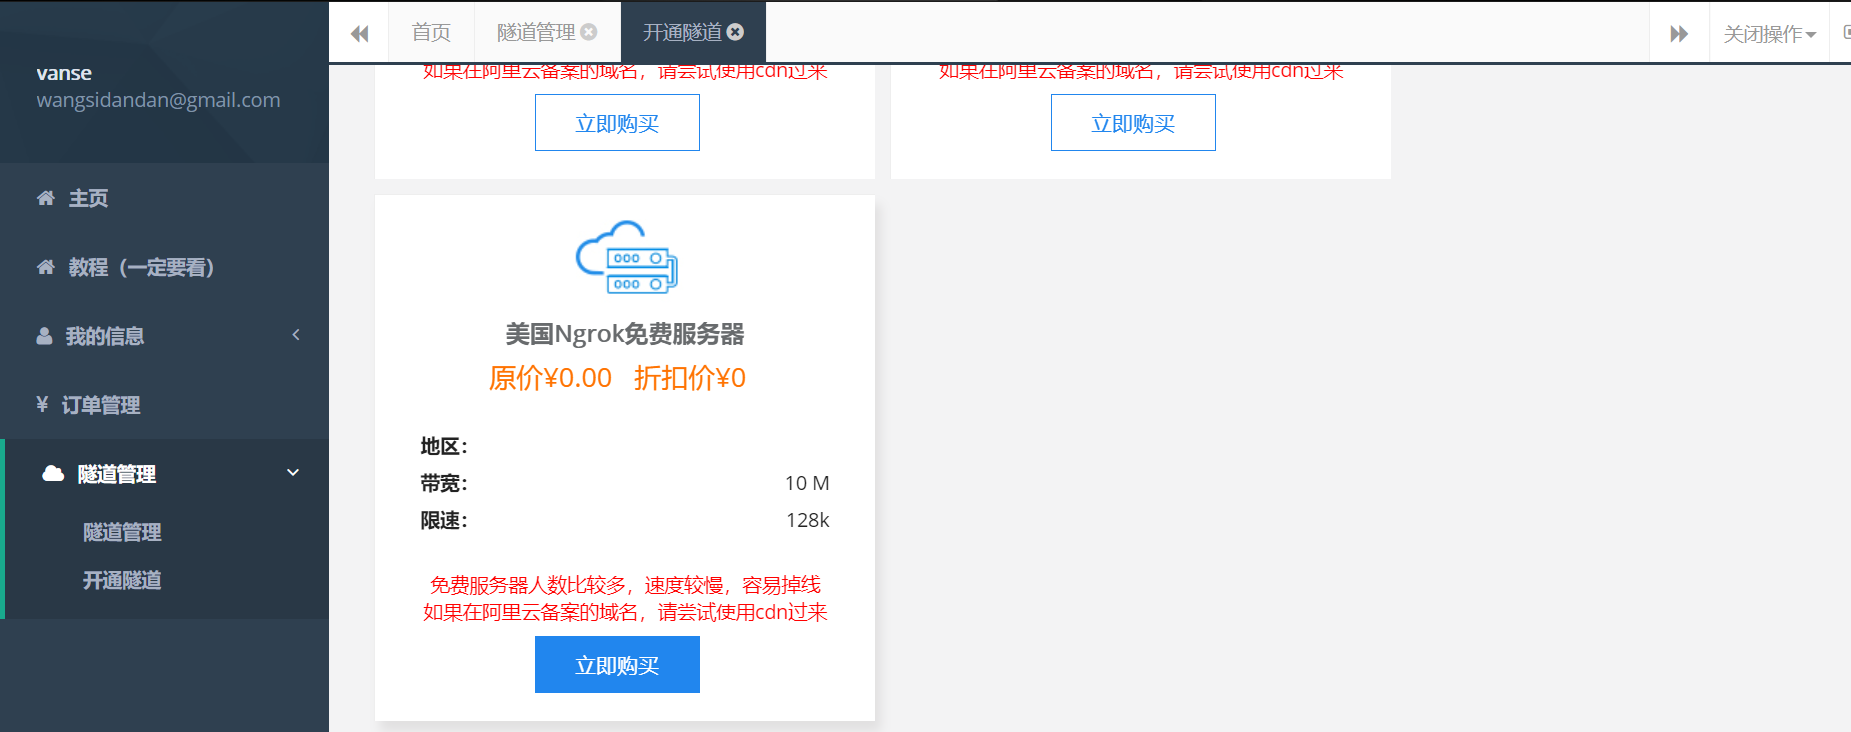 vanse
wangsidandan@gmail.com
主页
教程（一定要看）
我的信息
¥ 订单管理
隧道管理
隧道管理
开通隧道
首页
隧道管理
开通隧道
关闭操作
如果在阿里云备案的域名，请尝试使用cdn过来
立即购买
如果在阿里云备案的域名，请尝试使用cdn过来
立即购买
美国Ngrok免费服务器
原价¥0.00 折扣价¥0
地区：
带宽： 10 M
限速： 128k
免费服务器人数比较多，速度较慢，容易掉线
如果在阿里云备案的域名，请尝试使用cdn过来
立即购买